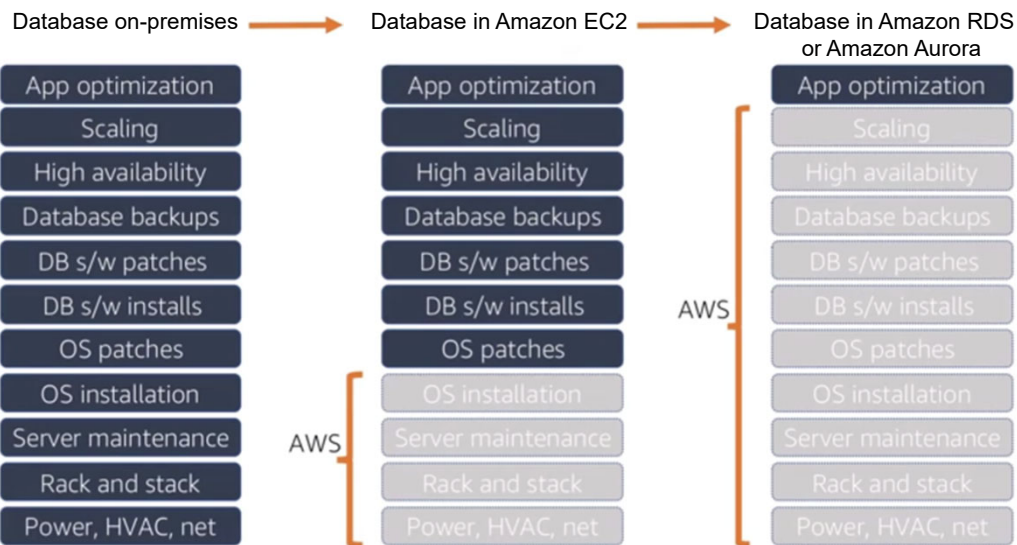 Database on-premises
Database in Amazon EC2
Database in Amazon RDS
or Amazon Aurora
App optimization
Scaling
High availability
Database backups
DB s/w patches
DB s/w installs
OS patches
OS installation
Server maintenance
Rack and stack
Power, HVAC, net
App optimization
Scaling
High availability
Database backups
DB s/w patches
DB s/w installs
OS patches
AWS
OS installation
Server maintenance
Rack and stack
Power, HVAC, net
App optimization
AWS
Scaling
High availability
Database backups
DB s/w patches
DB s/w installs
OS patches
OS installation
Server maintenance
Rack and stack
Power, HVAC, net